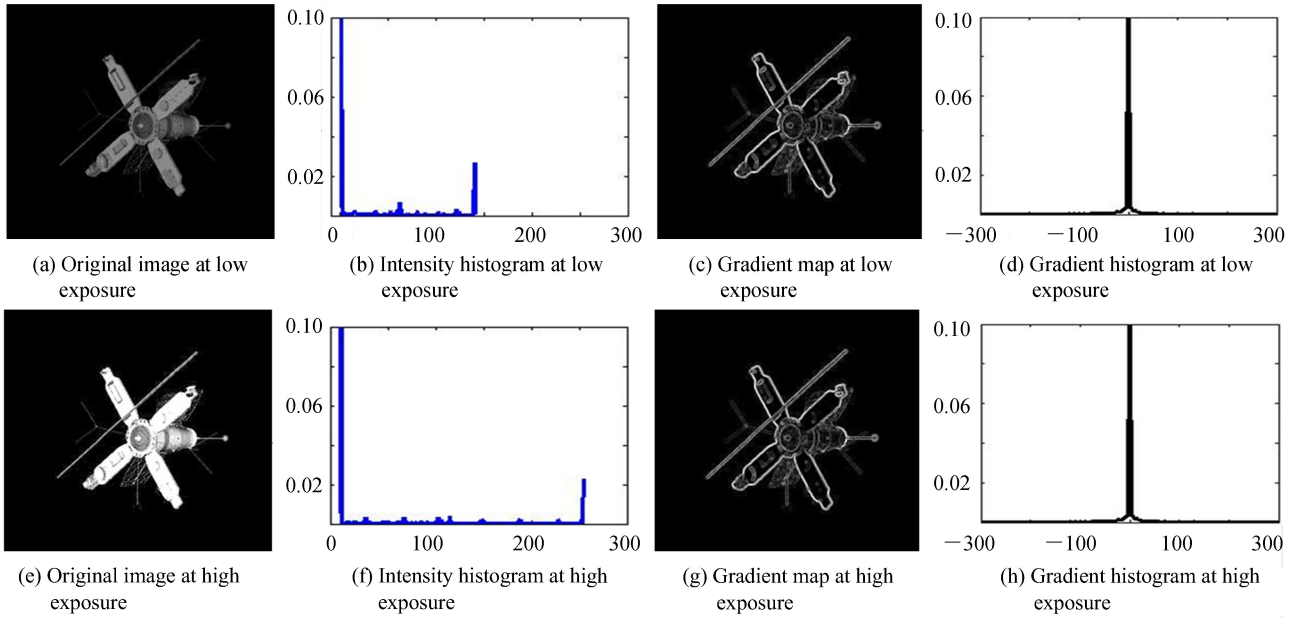 0.10
0.06
0.02
0 100 200 300
0.10
0.06
0.02
－300 －100 100 300
(a) Original image at low
exposure
(b) Intensity histogram at low
exposure
(c) Gradient map at low
exposure
(d) Gradient histogram at low
exposure
0.10
0.06
0.02
0 100 200 300
0.10
0.06
0.02
－300 －100 100 300
(e) Original image at high
exposure
(f) Intensity histogram at high
exposure
(g) Gradient map at high
exposure
(h) Gradient histogram at high
exposure